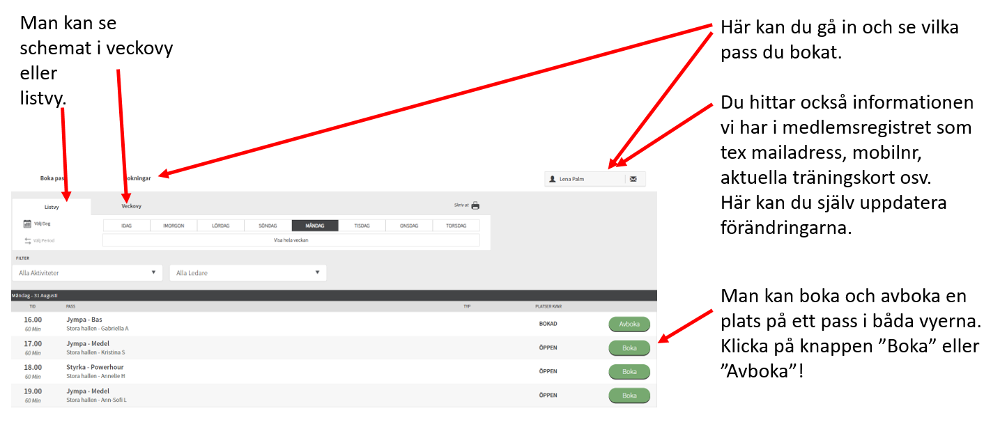 Man kan se
schemat i veckovy
eller
listvy.
Här kan du gå in och se vilka
pass du bokat.
Du hittar också informationen
vi har i medlemsregistret som
tex mailadress, mobilnr,
aktuella träningskort osv.
Här kan du själv uppdatera
förändringarna.
Man kan boka och avboka en
plats på ett pass i båda vyerna.
Klicka på knappen ”Boka” eller
”Avboka”!
Boka pass okningar Lena Palm
Listvy Veckovy Skriv ut
Välj Dag IDAG IMORGON LÖRDAG SÖNDAG MÅNDAG TISDAG ONSDAG TORSDAG
Välj Period Visa hela veckan
FILTER
Alla Aktiviteter Alla Ledare
Måndag - 31 Augusti
TID PASS TYP PLATSER KVAR
16.00 Jympa - Bas BOKAD Avboka
60 Min Stora hallen - Gabriella A
17.00 Jympa - Medel ÖPPEN Boka
60 Min Stora hallen - Kristina S
18.00 Styrka - Powerhour ÖPPEN Boka
60 Min Stora hallen - Annelie H
19.00 Jympa - Medel ÖPPEN Boka
60 Min Stora hallen - Ann-Sofi L